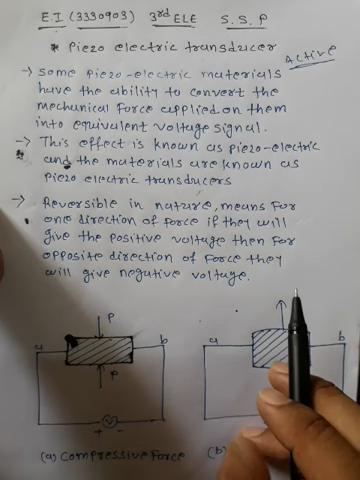 E.I (3330903) 3rd ELE S. S. P
* Piezo electric transducer
Active
→ Some Piezo-electric materials
have the ability to convert the
mechanical Force applied on them
into equivalent voltage signal.
→ This effect is known as piezo-electric
and the materials are known as
Piezo electric transducers
→ Reversible in nature, means For
one direction of force if they will
give the positive voltage then For
opposite direction of Force they
will give negative voltage.
P
a b a b
P
V
+ -
(a) Compressive Force (b)